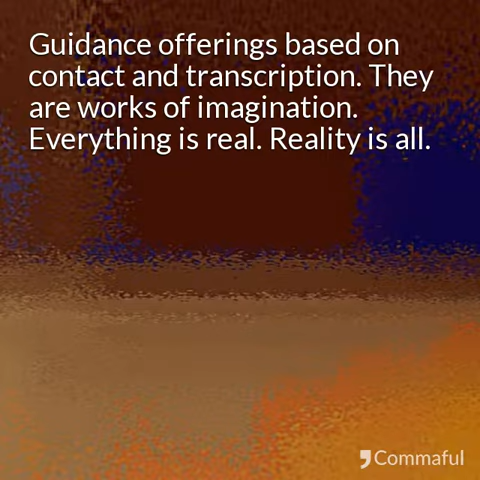 Guidance offerings based on
contact and transcription. They
are works of imagination.
Everything is real. Reality is all.
Commaful